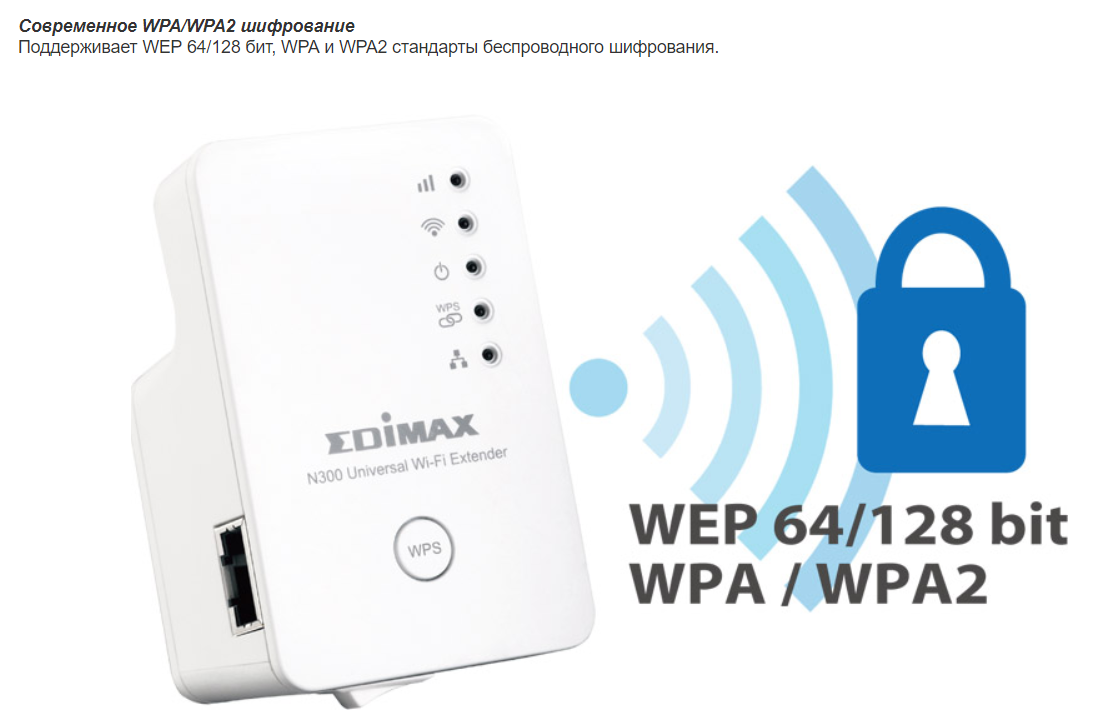 Современное WPA/WPA2 шифрование
Поддерживает WEP 64/128 бит, WPA и WPA2 стандарты беспроводного шифрования.
WPS
EDiMAX
N300 Universal Wi-Fi Extender
WPS
WEP 64/128 bit
WPA / WPA2